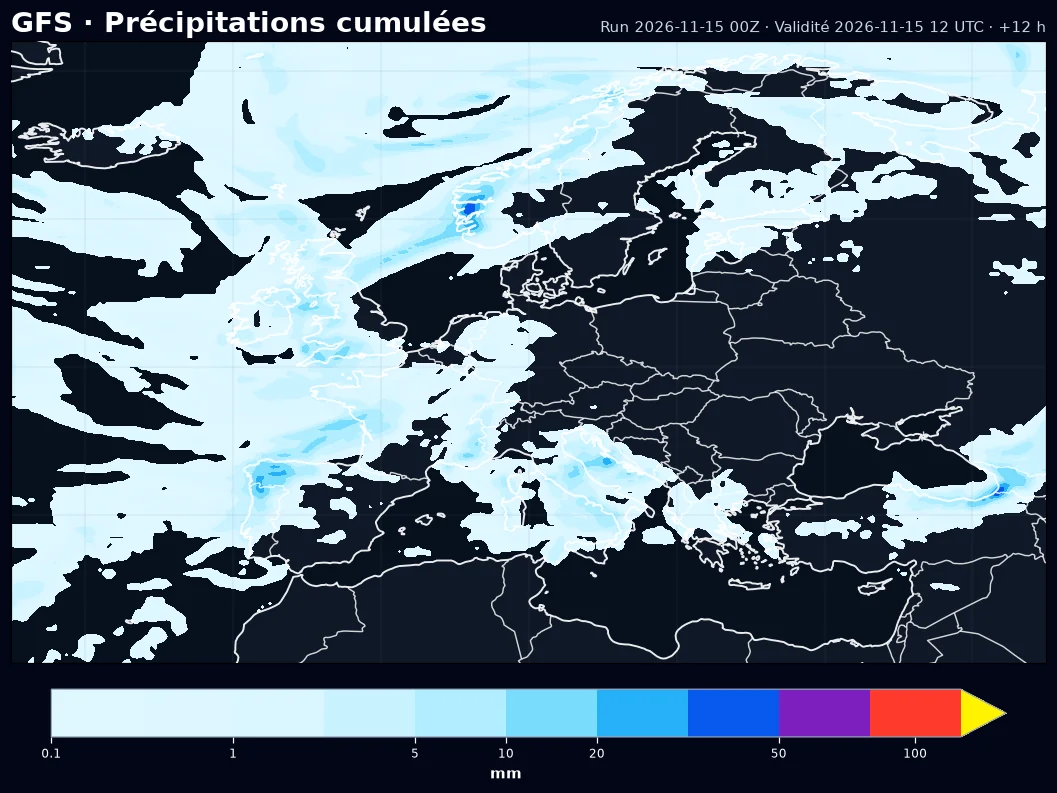 GFS · Précipitations cumulées
Run 2026-11-15 00Z · Validité 2026-11-15 12 UTC · +12 h
0.1 1 5 10 20 50 100
mm